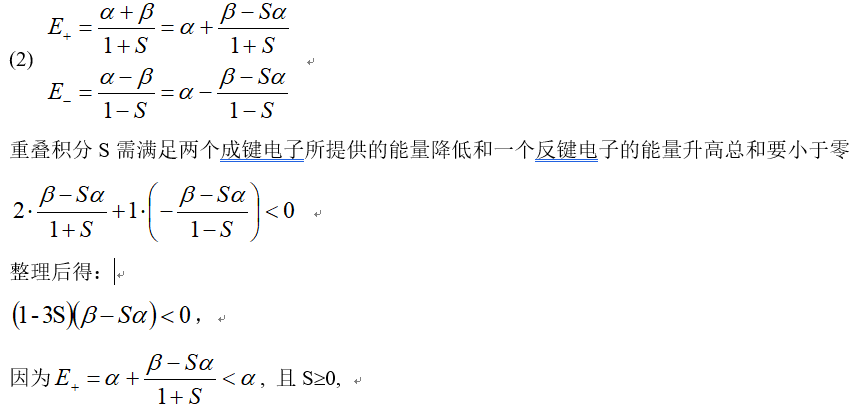 (2) E₊ = (α + β)/(1 + S) = α + (β − Sα)/(1 + S)
E₋ = (α − β)/(1 − S) = α − (β − Sα)/(1 − S)
重叠积分 S 需满足两个成键电子所提供的能量降低和一个反键电子的能量升高总和要小于零
2·(β − Sα)/(1 + S) + 1·(−(β − Sα)/(1 − S)) < 0
整理后得：
(1-3S)(β − Sα) < 0，
因为 E₊ = α + (β − Sα)/(1 + S) < α, 且 S≥0,